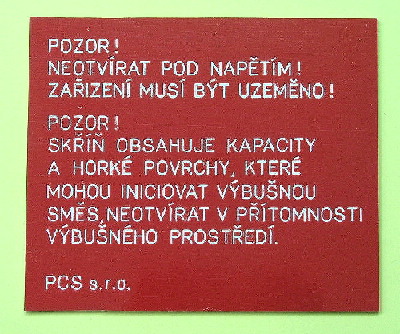 POZOR!
NEOTVÍRAT POD NAPĚTÍM!
ZAŘIZENÍ MUSÍ BÝT UZEMĚNO!
POZOR!
SKŘÍŇ OBSAHUJE KAPACITY
A HORKÉ POVRCHY, KTERÉ
MOHOU INICIOVAT VÝBUŠNOU
SMĚS,NEOTVÍRAT V PŘÍTOMNOSTI
VÝBUŠNÉHO PROSTŘEDÍ.
PCS s.r.o.